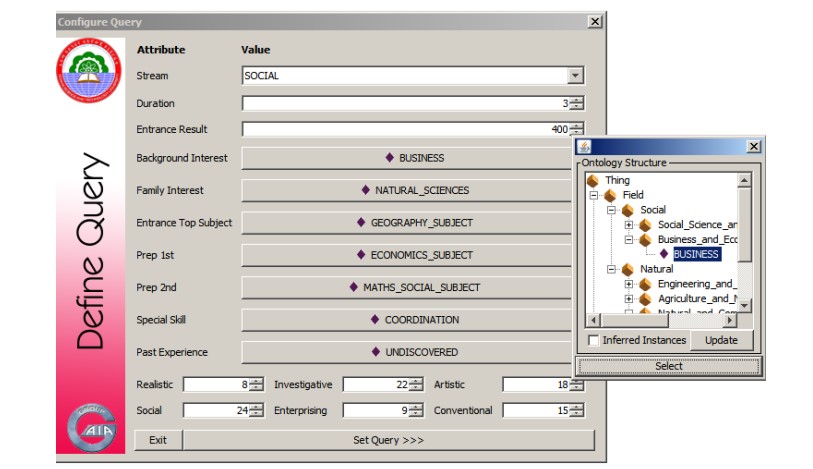 Configure Query
Attribute Value
Stream SOCIAL
Duration 3
Entrance Result 400
Background Interest BUSINESS
Family Interest NATURAL_SCIENCES
Entrance Top Subject GEOGRAPHY_SUBJECT
Prep 1st ECONOMICS_SUBJECT
Prep 2nd MATHS_SOCIAL_SUBJECT
Special Skill COORDINATION
Past Experience UNDISCOVERED
Realistic 8 Investigative 22 Artistic 18
Social 24 Enterprising 9 Conventional 15
Exit Set Query >>>
Define Query
GAIA
Ontology Structure
Thing
Field
Social
Social_Science_an
Business_and_Ecc
BUSINESS
Natural
Engineering_and_
Agriculture_and_N
Inferred Instances Update
Select